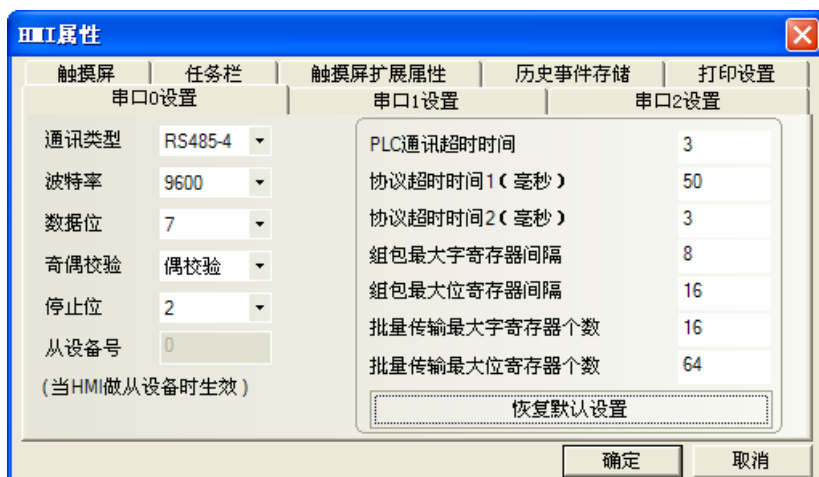 HMI属性
触摸屏 任务栏 触摸屏扩展属性 历史事件存储 打印设置
串口0设置 串口1设置 串口2设置
通讯类型 RS485-4
波特率 9600
数据位 7
奇偶校验 偶校验
停止位 2
从设备号 0
(当HMI做从设备时生效)
PLC通讯超时时间 3
协议超时时间1(毫秒) 50
协议超时时间2(毫秒) 3
组包最大字寄存器间隔 8
组包最大位寄存器间隔 16
批量传输最大字寄存器个数 16
批量传输最大位寄存器个数 64
恢复默认设置
确定 取消